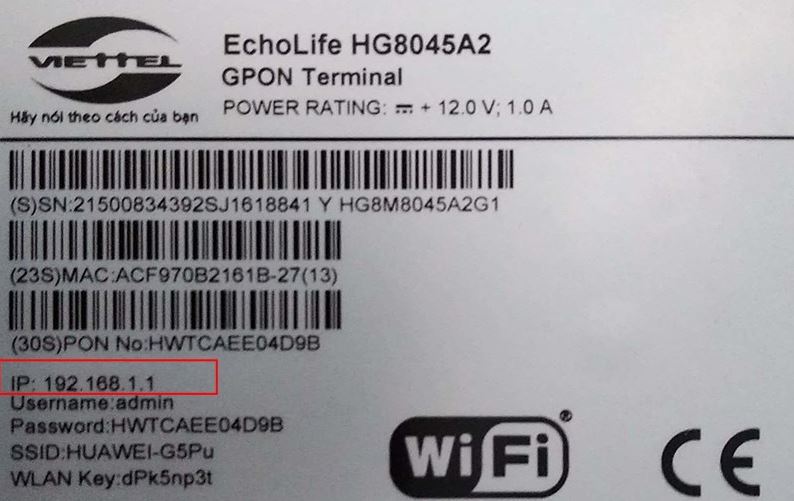 VIETTEL
Hãy nói theo cách của bạn
EchoLife HG8045A2
GPON Terminal
POWER RATING: ⎓ + 12.0 V; 1.0 A
(S)SN:21500834392SJ1618841 Y HG8M8045A2G1
(23S)MAC:ACF970B2161B-27(13)
(30S)PON No:HWTCAEE04D9B
IP: 192.168.1.1
Username:admin
Password:HWTCAEE04D9B
SSID:HUAWEI-G5Pu
WLAN Key:dPk5np3t
WiFi®
CE